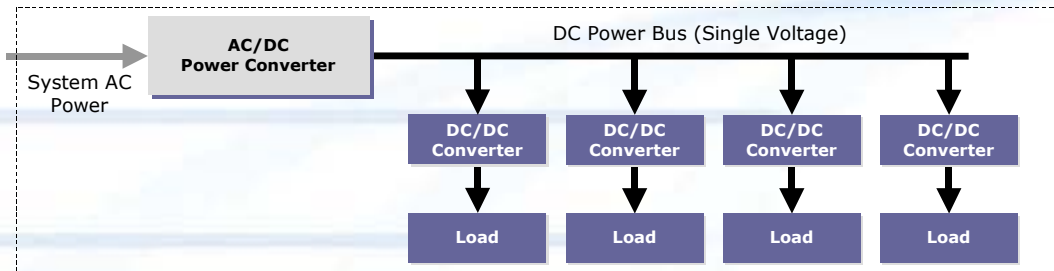 DC Power Bus (Single Voltage)
AC/DC
Power Converter
System AC
Power
DC/DC
Converter
DC/DC
Converter
DC/DC
Converter
DC/DC
Converter
Load
Load
Load
Load